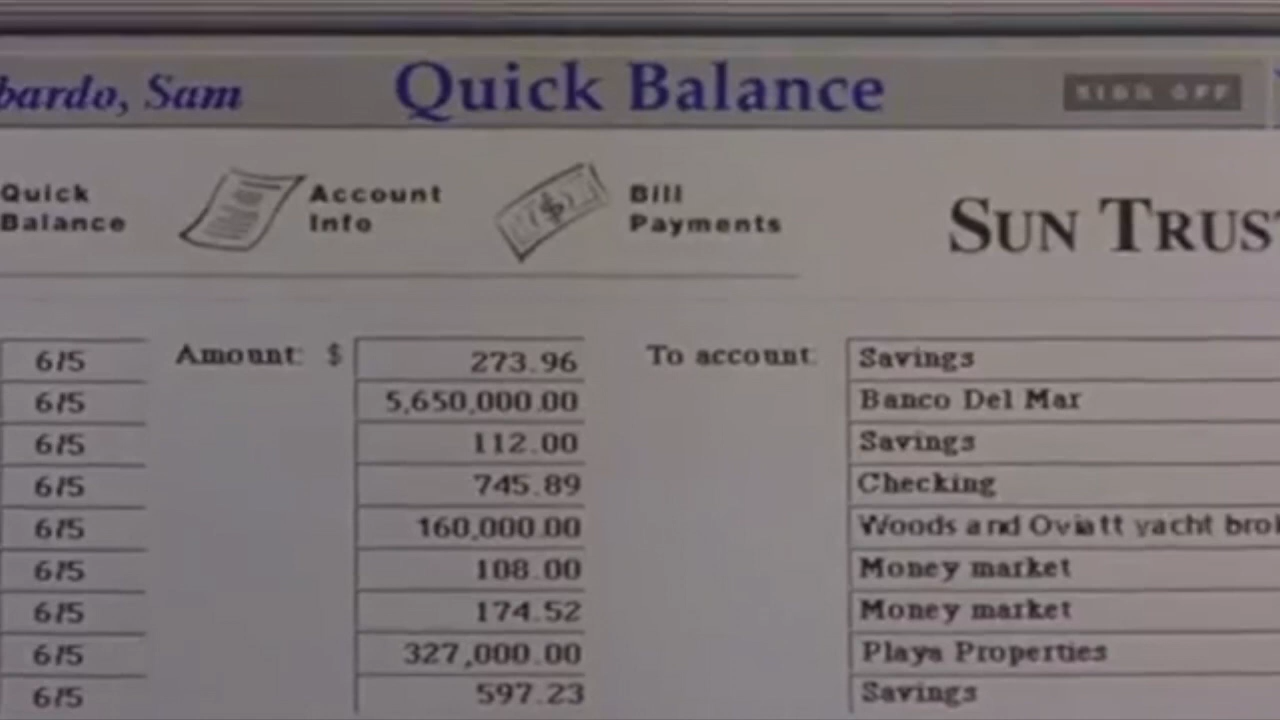 bardo, Sam Quick Balance SIGN OFF
Quick Balance Account Info Bill Payments SUN TRUS
6/5 Amount: $ 273.96 To account: Savings
6/5 5,650,000.00 Banco Del Mar
6/5 112.00 Savings
6/5 745.89 Checking
6/5 160,000.00 Woods and Oviatt yacht brol
6/5 108.00 Money market
6/5 174.52 Money market
6/5 327,000.00 Playa Properties
6/5 597.23 Savings